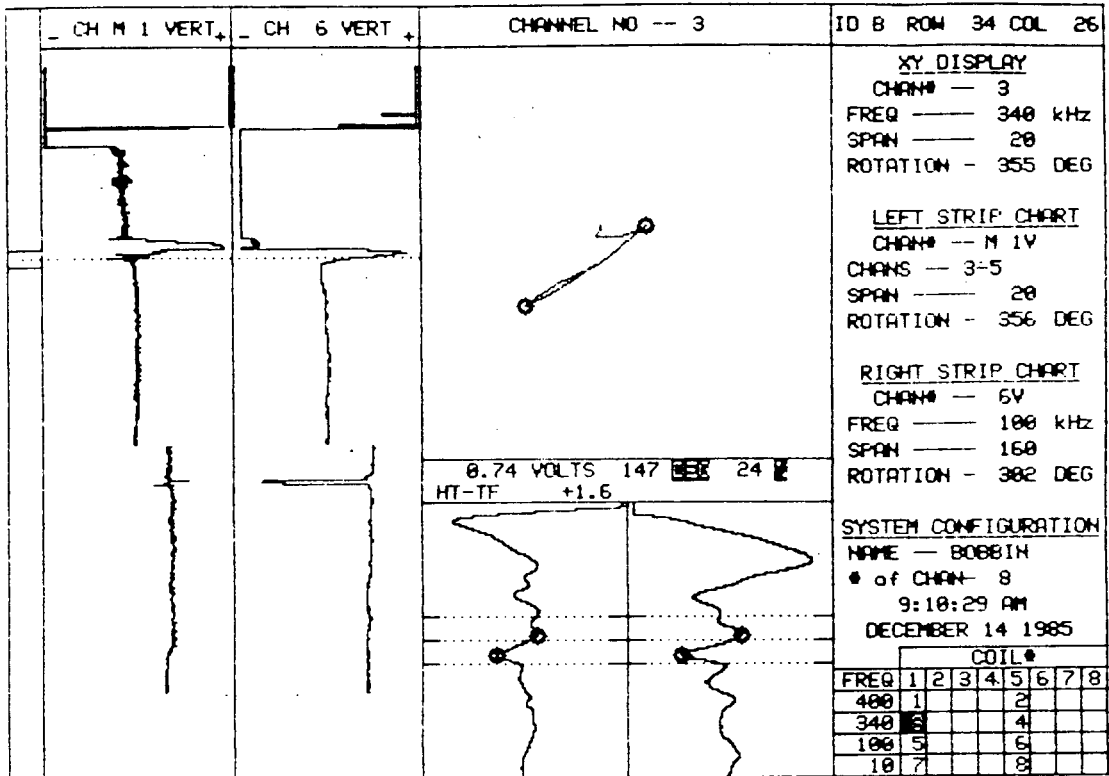 _ CH M 1 VERT + _ CH 6 VERT +
CHANNEL NO -- 3
ID B ROW 34 COL 26
XY DISPLAY
CHAN# — 3
FREQ —— 340 kHz
SPAN —— 20
ROTATION - 355 DEG
LEFT STRIP CHART
CHAN# -- M 1V
CHANS -- 3-5
SPAN —— 20
ROTATION - 356 DEG
RIGHT STRIP CHART
CHAN# -- 6V
FREQ —— 100 kHz
SPAN —— 160
ROTATION - 302 DEG
0.74 VOLTS 147 24
HT-TF +1.6
SYSTEM CONFIGURATION
NAME — BOBBIN
# of CHAN- 8
9:10:29 AM
DECEMBER 14 1985
COIL#
FREQ 1 2 3 4 5 6 7 8
400 1 2
340 4
100 5 6
10 7 8